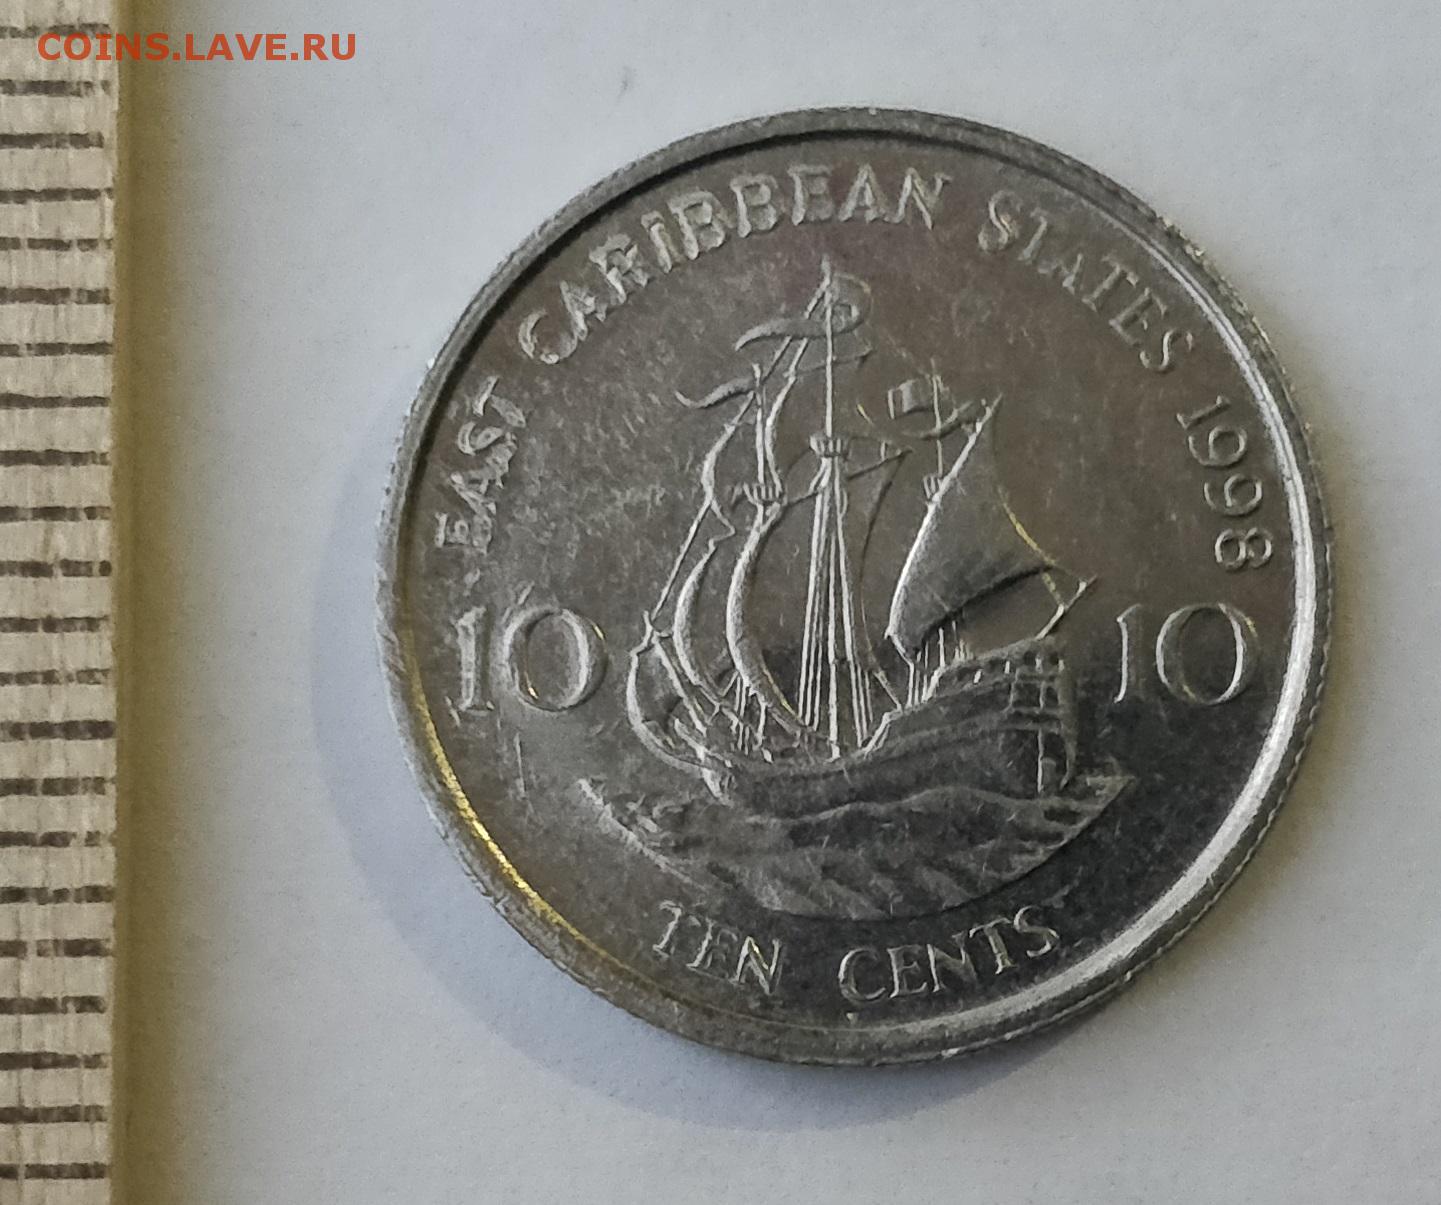 COINS.LAVE.RU
EAST CARIBBEAN STATES 1998
10 10
TEN CENTS